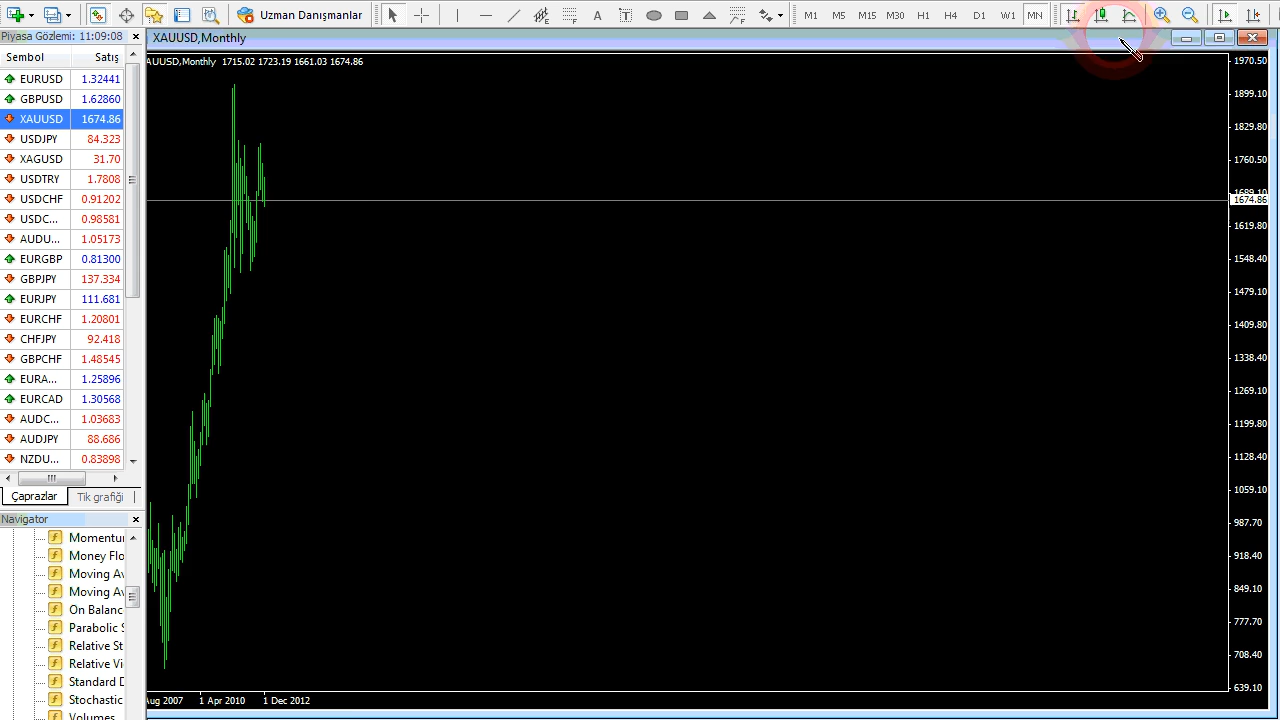 Uzman Danışmanlar
M1 M5 M15 M30 H1 H4 D1 W1 MN
Piyasa Gözlemi: 11:09:08
Sembol Satış
EURUSD 1.32441
GBPUSD 1.62860
XAUUSD 1674.86
USDJPY 84.323
XAGUSD 31.70
USDTRY 1.7808
USDCHF 0.91202
USDC... 0.98581
AUDU... 1.05173
EURGBP 0.81300
GBPJPY 137.334
EURJPY 111.681
EURCHF 1.20801
CHFJPY 92.418
GBPCHF 1.48545
EURA... 1.25896
EURCAD 1.30568
AUDC... 1.03683
AUDJPY 88.686
NZDU... 0.83898
Çaprazlar Tik grafiği
Navigator
Momentu
Money Flo
Moving Av
Moving Av
On Balanc
Parabolic S
Relative St
Relative Vi
Standard D
Stochastic
Volumes
XAUUSD,Monthly
AUUSD,Monthly 1715.02 1723.19 1661.03 1674.86
1970.50
1899.10
1829.80
1760.50
1689.10
1674.86
1619.80
1548.40
1479.10
1409.80
1338.40
1269.10
1199.80
1128.40
1059.10
987.70
918.40
849.10
777.70
708.40
639.10
Aug 2007 1 Apr 2010 1 Dec 2012